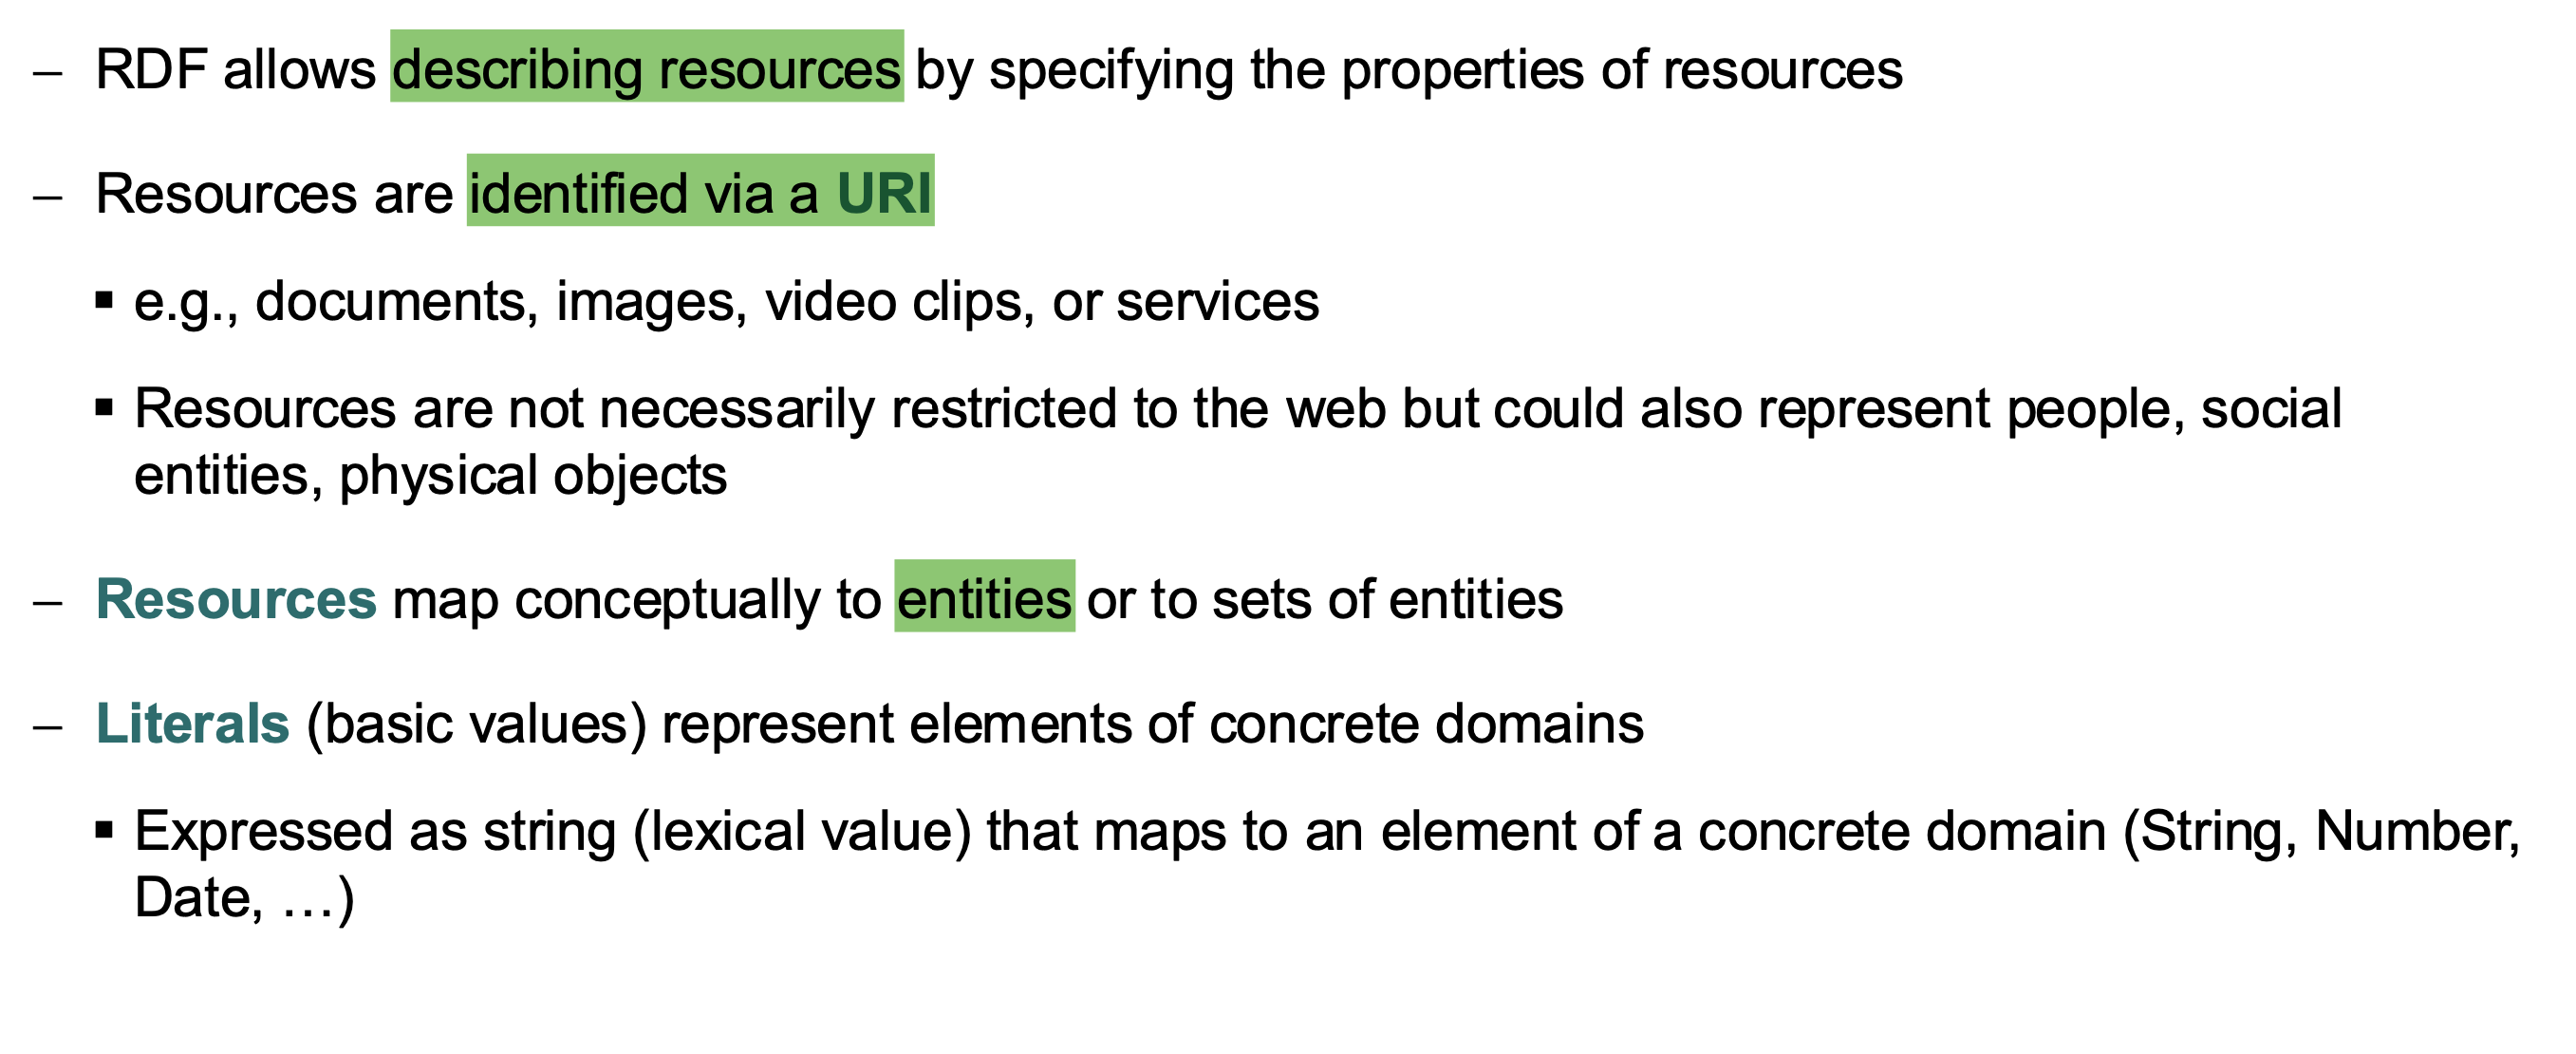 – RDF allows describing resources by specifying the properties of resources
– Resources are identified via a URI
▪ e.g., documents, images, video clips, or services
▪ Resources are not necessarily restricted to the web but could also represent people, social
entities, physical objects
– Resources map conceptually to entities or to sets of entities
– Literals (basic values) represent elements of concrete domains
▪ Expressed as string (lexical value) that maps to an element of a concrete domain (String, Number,
Date, …)